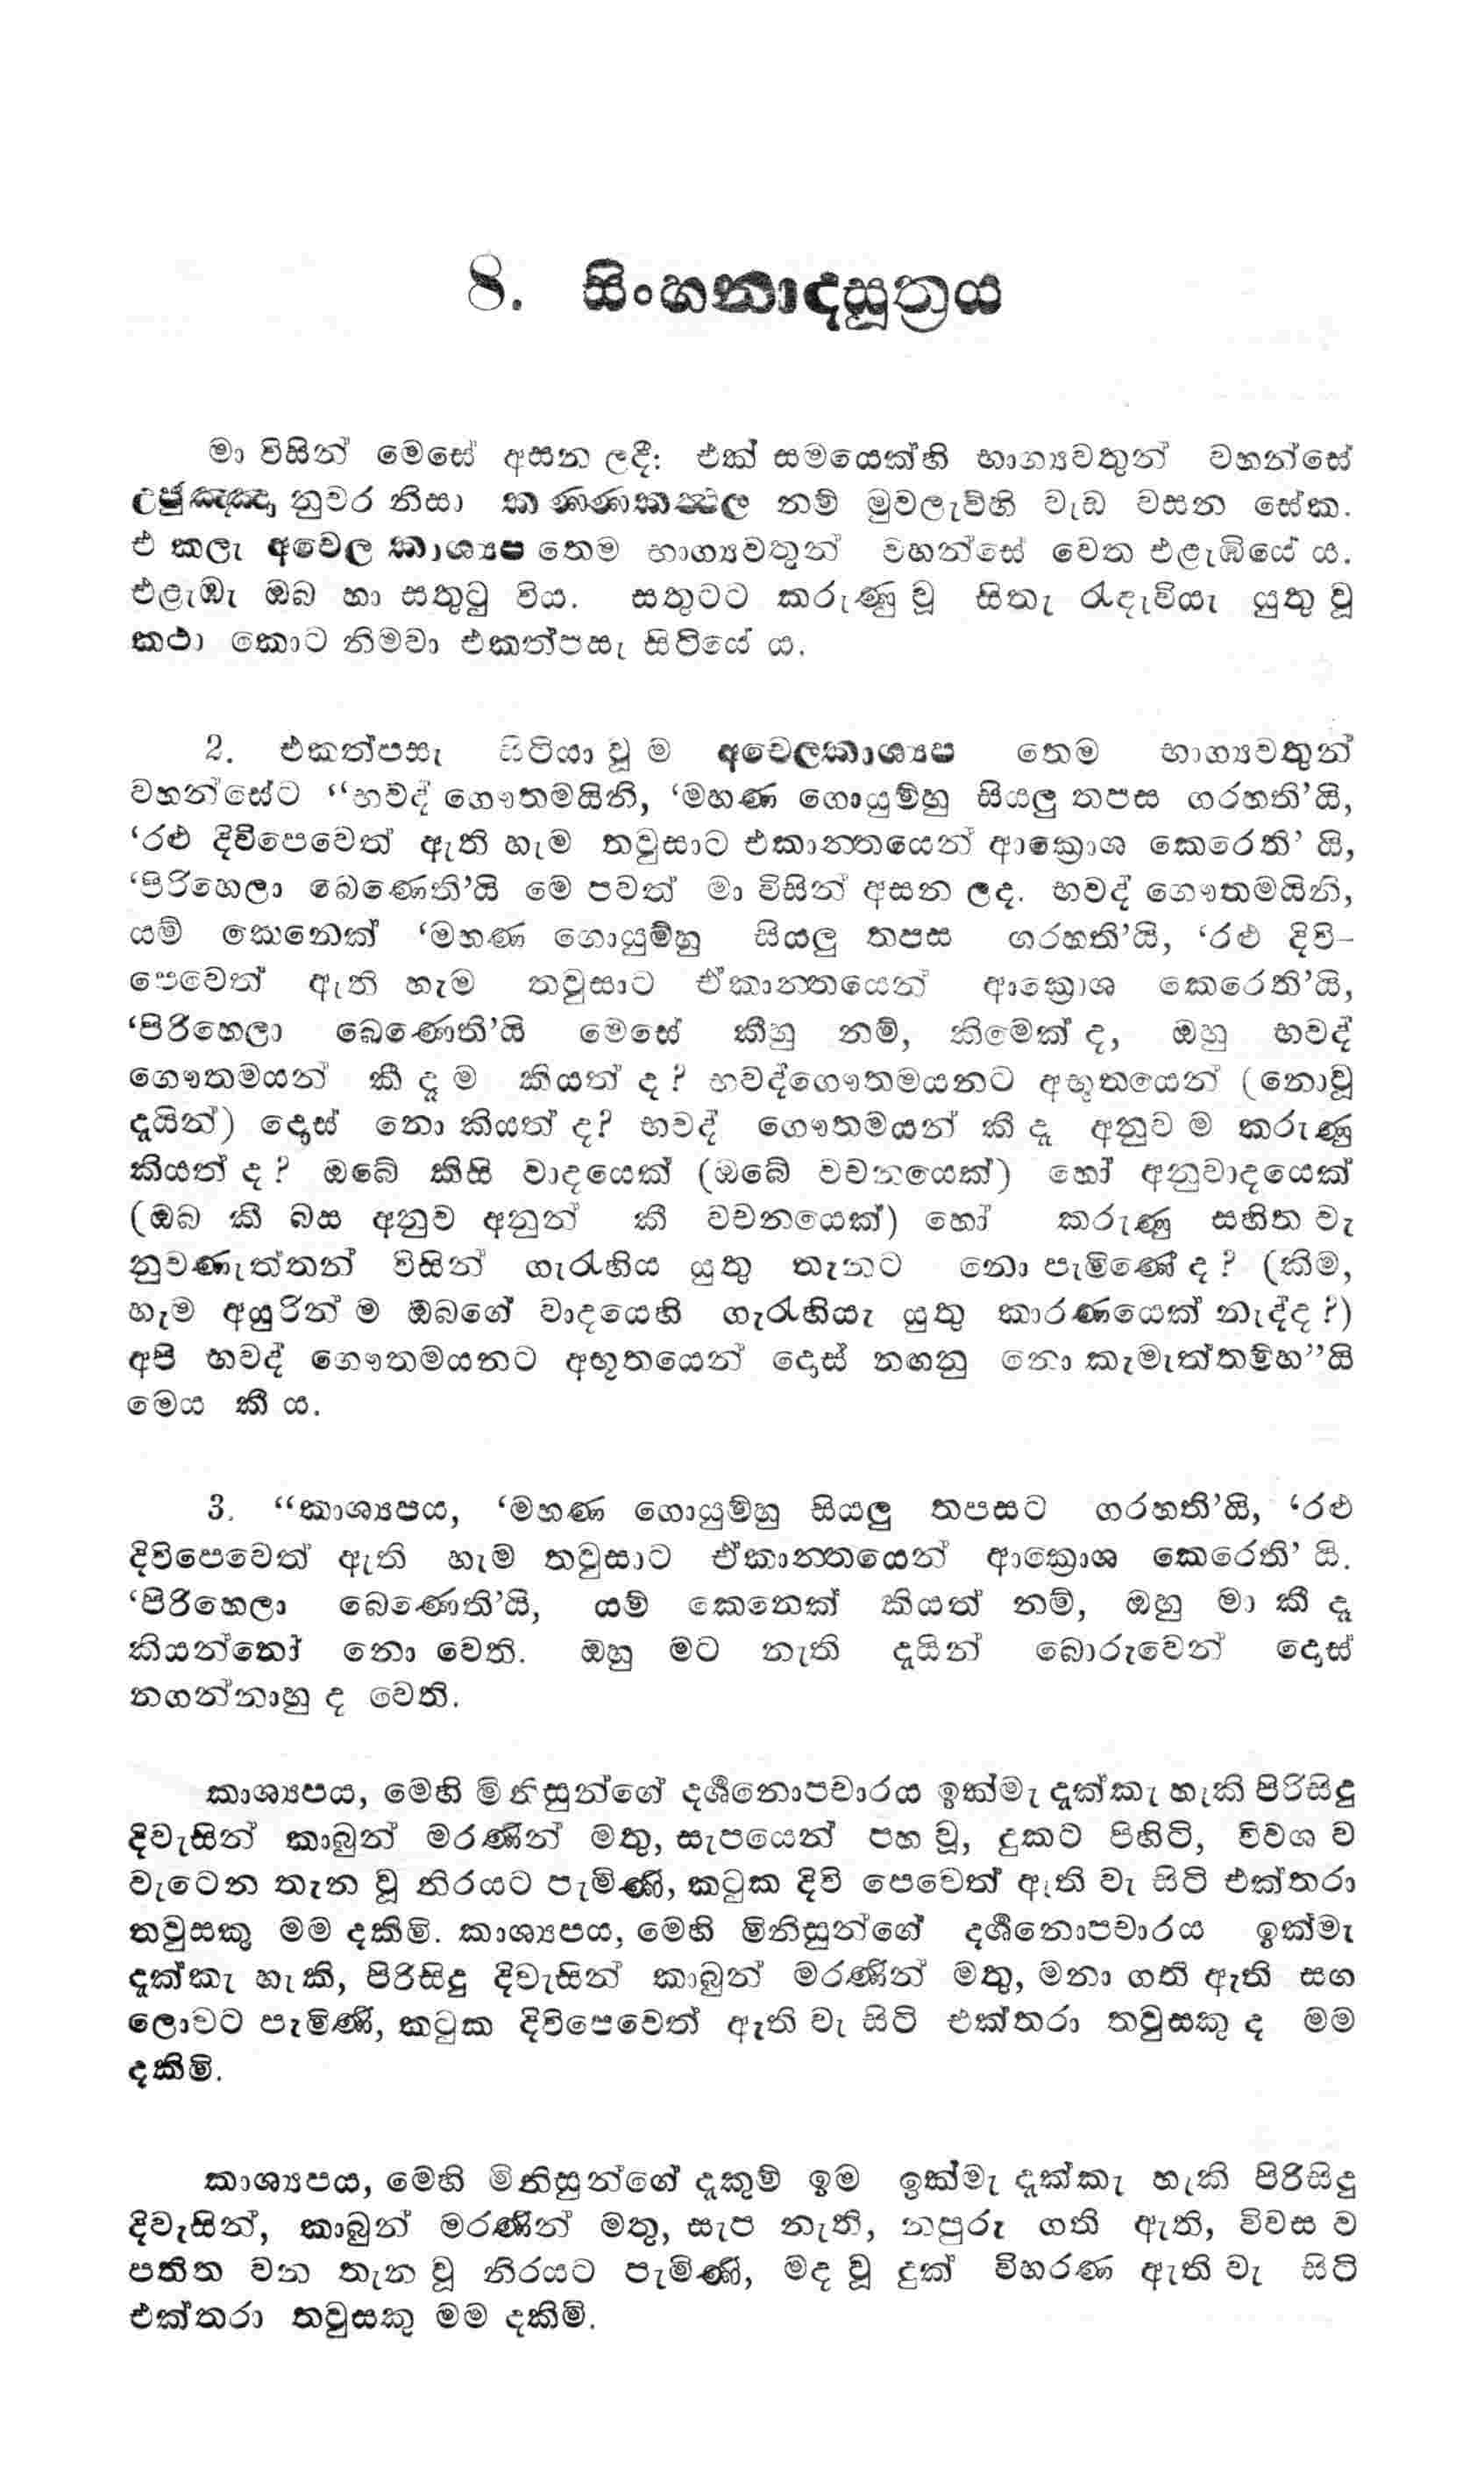 8. සිංහනාදසූත්‍රය
මා විසින් මෙසේ අසන ලදී: එක් සමයෙක්හි භාග්‍යවතුන් වහන්සේ
උජුඤ්ඤා නුවර නිසා කණ්ණකත්ථල නම් මුවලැව්හි වැඩ වසන සේක.
එ කලැ අචෙල කාශ්‍යප තෙම භාග්‍යවතුන් වහන්සේ වෙත එළැඹියේ ය.
එළැඹැ ඔබ හා සතුටු විය. සතුටට කරුණු වූ සිතැ රැඳැවියැ යුතු වූ
කථා කොට නිමවා එකත්පසැ සිටියේ ය.
2. එකත්පසැ සිටියා වූ ම අචෙලකාශ්‍යප තෙම භාග්‍යවතුන්
වහන්සේට “භවද් ගෞතමයිනි, ‘මහණ ගොයුම්හු සියලු තපස ගරහති’යි,
‘රළු දිවිපෙවෙත් ඇති හැම තවුසාට එකාන්තයෙන් ආක්‍රොශ කෙරෙති’ යි,
‘පිරිහෙලා බෙණෙති’යි මෙ පවත් මා විසින් අසන ලද. භවද් ගෞතමයිනි,
යම් කෙනෙක් ‘මහණ ගොයුම්හු සියලු තපස ගරහති’යි, ‘රළු දිවි-
පෙවෙත් ඇති හැම තවුසාට ඒකාන්තයෙන් ආක්‍රොශ කෙරෙති’යි,
‘පිරිහෙලා බෙණෙති’යි මෙසේ කීහු නම්, කිමෙක් ද, ඔහු භවද්
ගෞතමයන් කී දෑ ම කියත් ද? භවද්ගෞතමයනට අභූතයෙන් (නොවූ
දෑයින්) දොස් නො කියත් ද? භවද් ගෞතමයන් කී දෑ අනුව ම කරුණු
කියත් ද? ඔබේ කිසි වාදයෙක් (ඔබේ වචනයෙක්) හෝ අනුවාදයෙක්
(ඔබ කී බස අනුව අනුන් කී වචනයෙක්) හෝ කරුණු සහිත වැ
නුවණැත්තන් විසින් ගැරැහිය යුතු තැනට නො පැමිණේ ද? (කිම,
හැම අයුරින් ම ඔබගේ වාදයෙහි ගැරැහියැ යුතු කාරණයෙක් නැද්ද?)
අපි භවද් ගෞතමයනට අභූතයෙන් දොස් නඟනු නො කැමැත්තම්හ”යි
මෙය කී ය.
3. “කාශ්‍යපය, ‘මහණ ගොයුම්හු සියලු තපසට ගරහති’යි, ‘රළු
දිවිපෙවෙත් ඇති හැම තවුසාට ඒකාන්තයෙන් ආක්‍රොශ කෙරෙති’ යි.
‘පිරිහෙලා බෙණෙති’යි, යම් කෙනෙක් කියත් නම්, ඔහු මා කී දෑ
කියන්නෝ නො වෙති. ඔහු මට නැති දෑයින් බොරුවෙන් දොස්
නගන්නාහු ද වෙති.
කාශ්‍යපය, මෙහි මිනිසුන්ගේ දර්‍ශනොපචාරය ඉක්මැ දැක්කැ හැකි පිරිසිදු
දිවැසින් කාබුන් මරණින් මතු, සැපයෙන් පහ වූ, දුකට පිහිටි, විවශ ව
වැටෙන තැන වූ නිරයට පැමිණි, කටුක දිවි පෙවෙත් ඇති වැ සිටි එක්තරා
තවුසකු මම දකිමි. කාශ්‍යපය, මෙහි මිනිසුන්ගේ දර්‍ශනොපචාරය ඉක්මැ
දැක්කැ හැකි, පිරිසිදු දිවැසින් කාබුන් මරණින් මතු, මනා ගති ඇති සග
ලොවට පැමිණි, කටුක දිවිපෙවෙත් ඇති වැ සිටි එක්තරා තවුසකු ද මම
දකිමි.
කාශ්‍යපය, මෙහි මිනිසුන්ගේ දැකුම් ඉම ඉක්මැ දැක්කැ හැකි පිරිසිදු
දිවැසින්, කාබුන් මරණින් මතු, සැප නැති, නපුරු ගති ඇති, විවස ව
පතිත වන තැන වූ නිරයට පැමිණි, මද වූ දුක් විහරණ ඇති වැ සිටි
එක්තරා තවුසකු මම දකිමි.